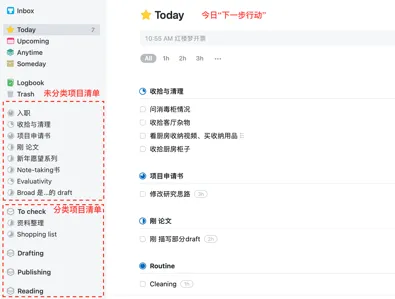 Inbox
Today 7
Upcoming
Anytime
Someday
Logbook
Trash
未分类项目清单
入职
收拾与清理
项目申请书
刚 论文
新年愿望系列
Note-taking书
Evaluativity
Broad 是...的 draft
分类项目清单
To check
资料整理
Shopping list
Drafting
Publishing
Reading
Today
今日“下一步行动”
10:55 AM 红楼梦开票
All 1h 2h 3h ...
收拾与清理
问消毒柜情况
收拾客厅杂物
看厨房收纳视频、买收纳用品
收拾厨房柜子
项目申请书
修改研究思路 3h
刚 论文
刚 描写部分draft 2h
Routine
Cleaning 1h